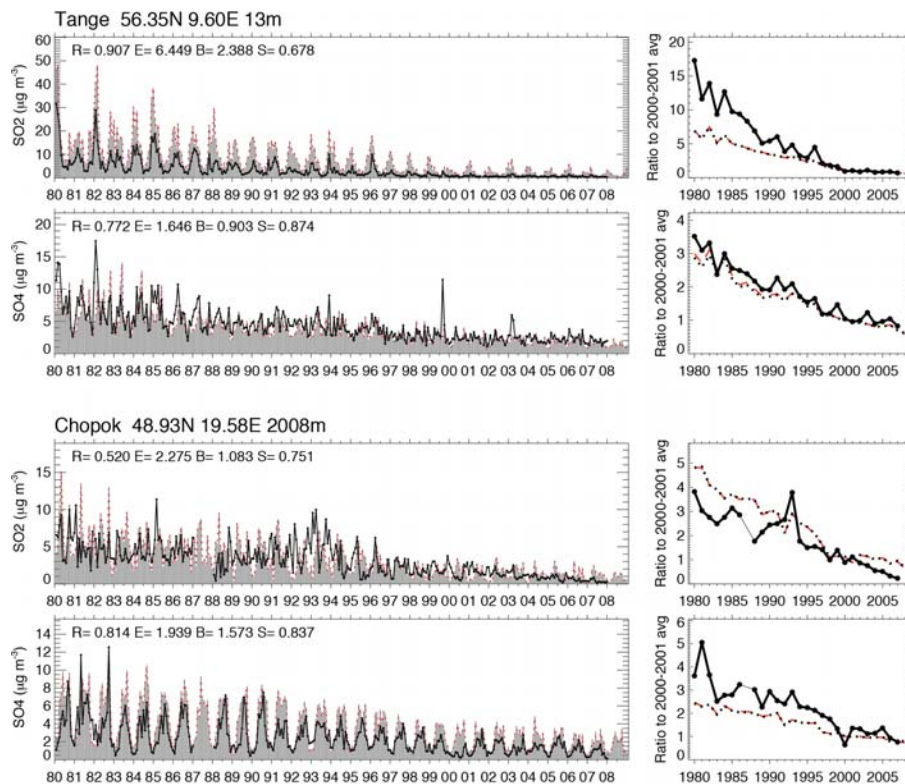 Tange 56.35N 9.60E 13m
R= 0.907 E= 6.449 B= 2.388 S= 0.678
SO2 (μg m⁻³)
60
50
40
30
20
10
0
80 81 82 83 84 85 86 87 88 89 90 91 92 93 94 95 96 97 98 99 00 01 02 03 04 05 06 07 08
Ratio to 2000-2001 avg
20
15
10
5
0
1980 1985 1990 1995 2000 2005
R= 0.772 E= 1.646 B= 0.903 S= 0.874
SO4 (μg m⁻³)
20
15
10
5
0
80 81 82 83 84 85 86 87 88 89 90 91 92 93 94 95 96 97 98 99 00 01 02 03 04 05 06 07 08
Ratio to 2000-2001 avg
4
3
2
1
0
1980 1985 1990 1995 2000 2005
Chopok 48.93N 19.58E 2008m
R= 0.520 E= 2.275 B= 1.083 S= 0.751
SO2 (μg m⁻³)
15
10
5
0
80 81 82 83 84 85 86 87 88 89 90 91 92 93 94 95 96 97 98 99 00 01 02 03 04 05 06 07 08
Ratio to 2000-2001 avg
5
4
3
2
1
0
1980 1985 1990 1995 2000 2005
R= 0.814 E= 1.939 B= 1.573 S= 0.837
SO4 (μg m⁻³)
14
12
10
8
6
4
2
0
80 81 82 83 84 85 86 87 88 89 90 91 92 93 94 95 96 97 98 99 00 01 02 03 04 05 06 07 08
Ratio to 2000-2001 avg
6
5
4
3
2
1
0
1980 1985 1990 1995 2000 2005